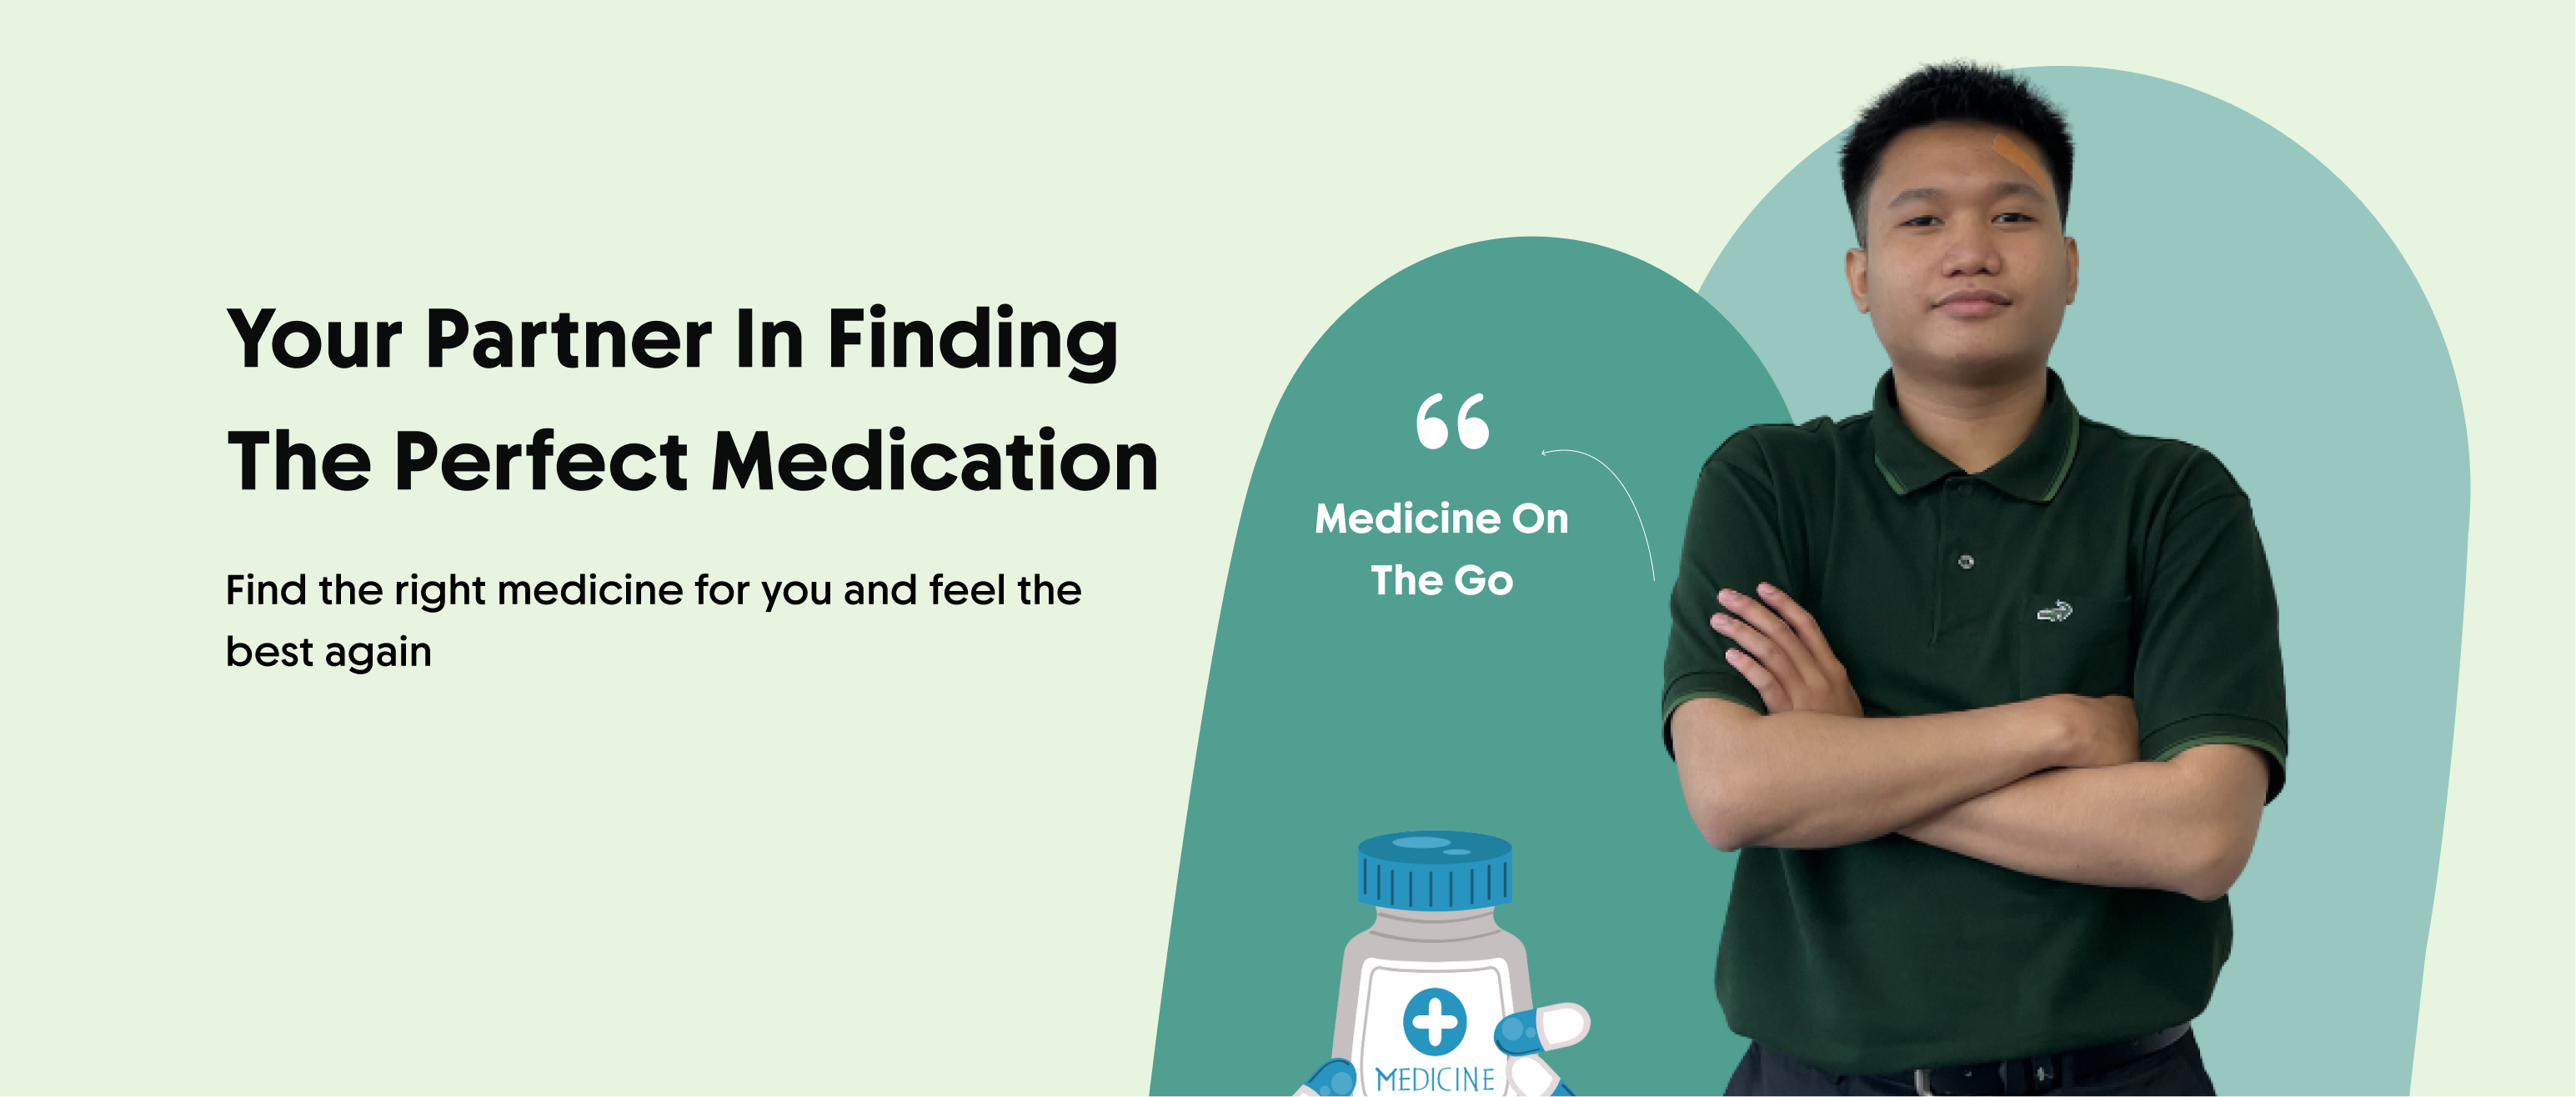 Your Partner In Finding
The Perfect Medication
Find the right medicine for you and feel the
best again
“
Medicine On
The Go
MEDICINE